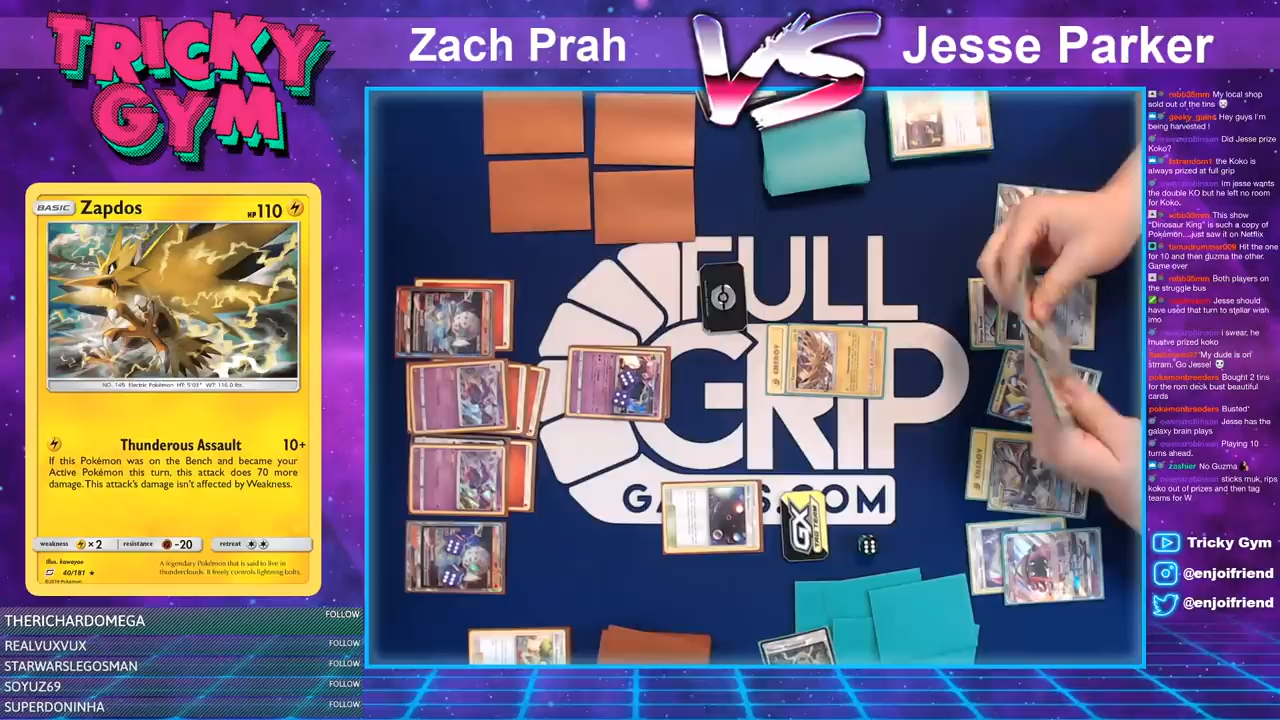 TRICKY
GYM
Zach Prah
VS
Jesse Parker
BASIC
Zapdos
HP110
NO. 145 Electric Pokémon HT: 5'03" WT: 116.0 lbs.
Thunderous Assault 10+
If this Pokémon was on the Bench and became your
Active Pokémon this turn, this attack does 70 more
damage. This attack's damage isn't affected by Weakness.
weakness ×2 resistance -20 retreat
Illus. kawayoo
40/181 ★
©2019 Pokémon
A legendary Pokémon that is said to live in
thunderclouds. It freely controls lightning bolts.
THERICHARDOMEGA FOLLOW
REALVUXVUX FOLLOW
STARWARSLEGOSMAN FOLLOW
SOYUZ69 FOLLOW
SUPERDONINHA FOLLOW
FULL
GRIP
GA S.COM
ENERGY
ENERGY
GX
TAG TEAM
robb35mm My local shop
sold out of the tins
geeky_gains Hey guys I'm
being harvested !
Did Jesse prize
Koko?
the Koko is
always prized at full
grip
Im jesse wants
the double KO but he left no room
for Koko.
robb35mm This show
"Dinosaur King" is such a copy of
Pokémon....just saw it on Netflix
tamadrummer009 Hit the one
for 10 and then guzma the other.
Game over
robb35mm Both players on
the struggle bus
Jesse should
have used that turn to stellar wish
imo
i swear, he
mustve prized koko
My dude is on
strram. Go Jesse!
pokemonbreeders Bought 2 tins
for the rom deck bust beautiful
cards
pokemonbreeders Busted*
Jesse has the
galaxy brain plays
Playing 10
turns ahead.
zashier No Guzma
sticks muk, rips
koko out of prizes and then tag
teams for W
Tricky Gym
@enjoifriend
@enjoifriend